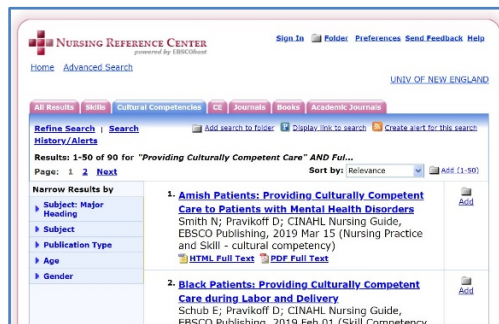 NURSING REFERENCE CENTER
powered by EBSCOhost
Sign In Folder Preferences Send Feedback Help
Home Advanced Search
UNIV OF NEW ENGLAND
All Results Skills Cultural Competencies CE Journals Books Academic Journals
Refine Search | Search History/Alerts
Add search to folder Display link to search Create alert for this search
Results: 1-50 of 90 for "Providing Culturally Competent Care" AND Ful...
Page: 1 2 Next
Sort by: Relevance Add (1-50)
Narrow Results by
Subject: Major Heading
Subject
Publication Type
Age
Gender
1. Amish Patients: Providing Culturally Competent
Care to Patients with Mental Health Disorders
Smith N; Pravikoff D; CINAHL Nursing Guide,
EBSCO Publishing, 2019 Mar 15 (Nursing Practice
and Skill - cultural competency)
HTML Full Text PDF Full Text
Add
2. Black Patients: Providing Culturally Competent
Care during Labor and Delivery
Schub E; Pravikoff D; CINAHL Nursing Guide,
EBSCO Publishing, 2019 Feb 01 (Skill Competency
Add